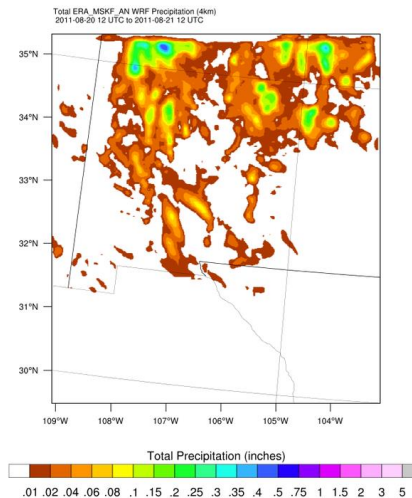 Total ERA_MSKF_AN WRF Precipitation (4km)
2011-08-20 12 UTC to 2011-08-21 12 UTC
35°N
34°N
33°N
32°N
31°N
30°N
109°W 108°W 107°W 106°W 105°W 104°W
Total Precipitation (inches)
.01 .02 .04 .06 .08 .1 .15 .2 .25 .3 .35 .4 .5 .75 1 1.5 2 3 5